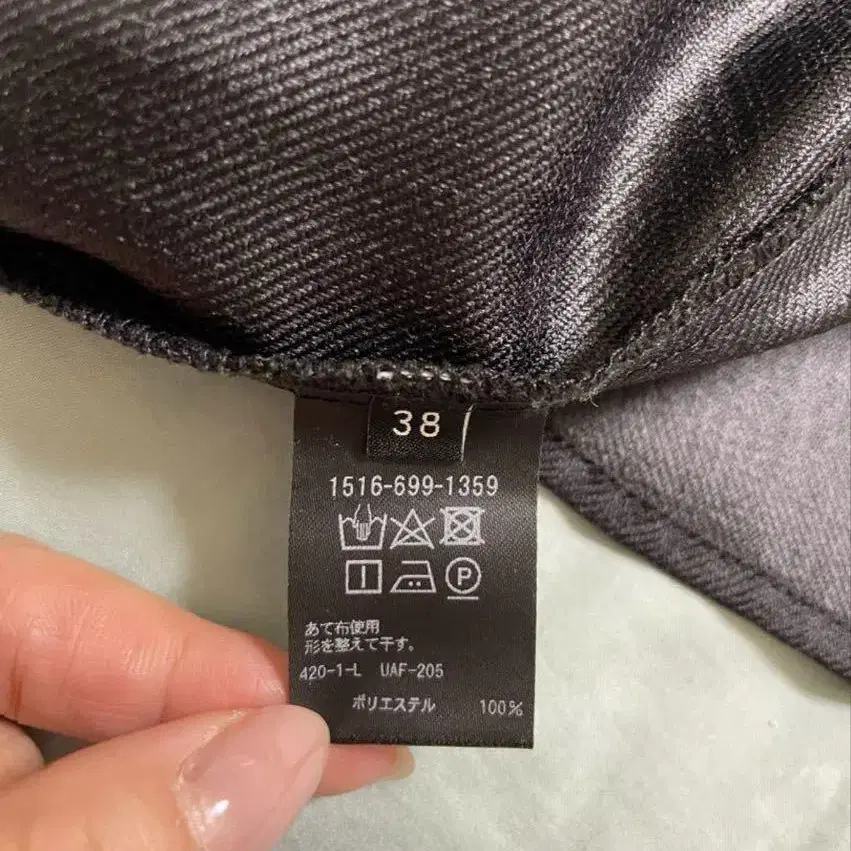 38
1516-699-1359
P
あて布使用
形を整えて干す。
420-1-L UAF-205
ポリエステル 100%